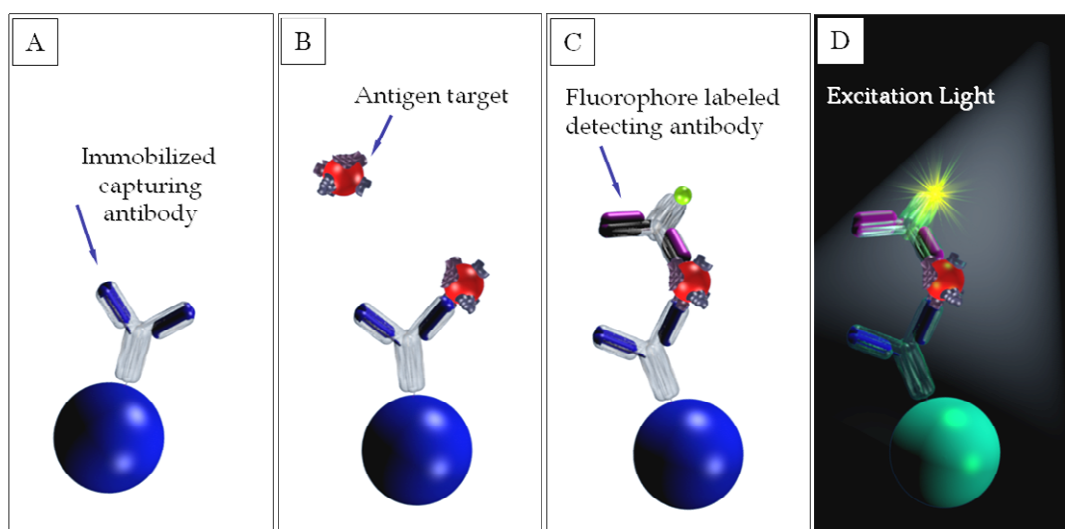 A
Immobilized
capturing
antibody
B
Antigen target
C
Fluorophore labeled
detecting antibody
D
Excitation Light